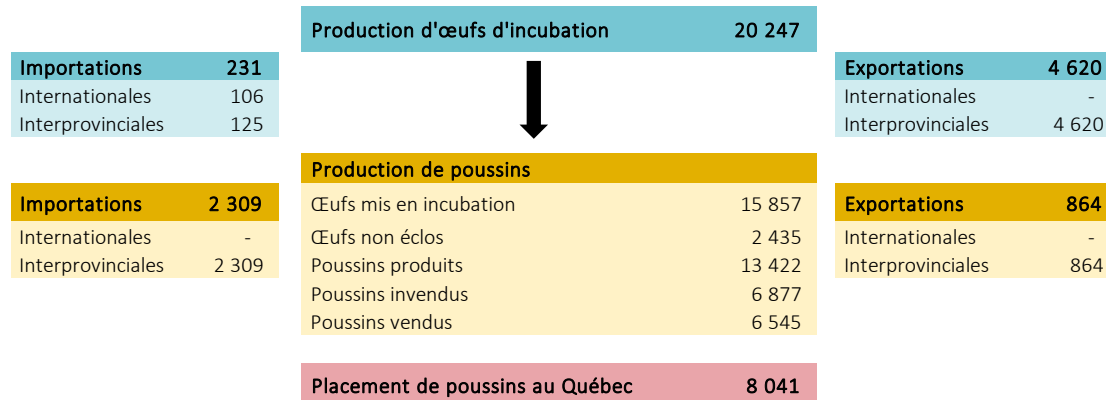 Production d'œufs d'incubation 20 247
Importations 231
Internationales 106
Interprovinciales 125
Exportations 4 620
Internationales -
Interprovinciales 4 620
Production de poussins
Œufs mis en incubation 15 857
Œufs non éclos 2 435
Poussins produits 13 422
Poussins invendus 6 877
Poussins vendus 6 545
Importations 2 309
Internationales -
Interprovinciales 2 309
Exportations 864
Internationales -
Interprovinciales 864
Placement de poussins au Québec 8 041